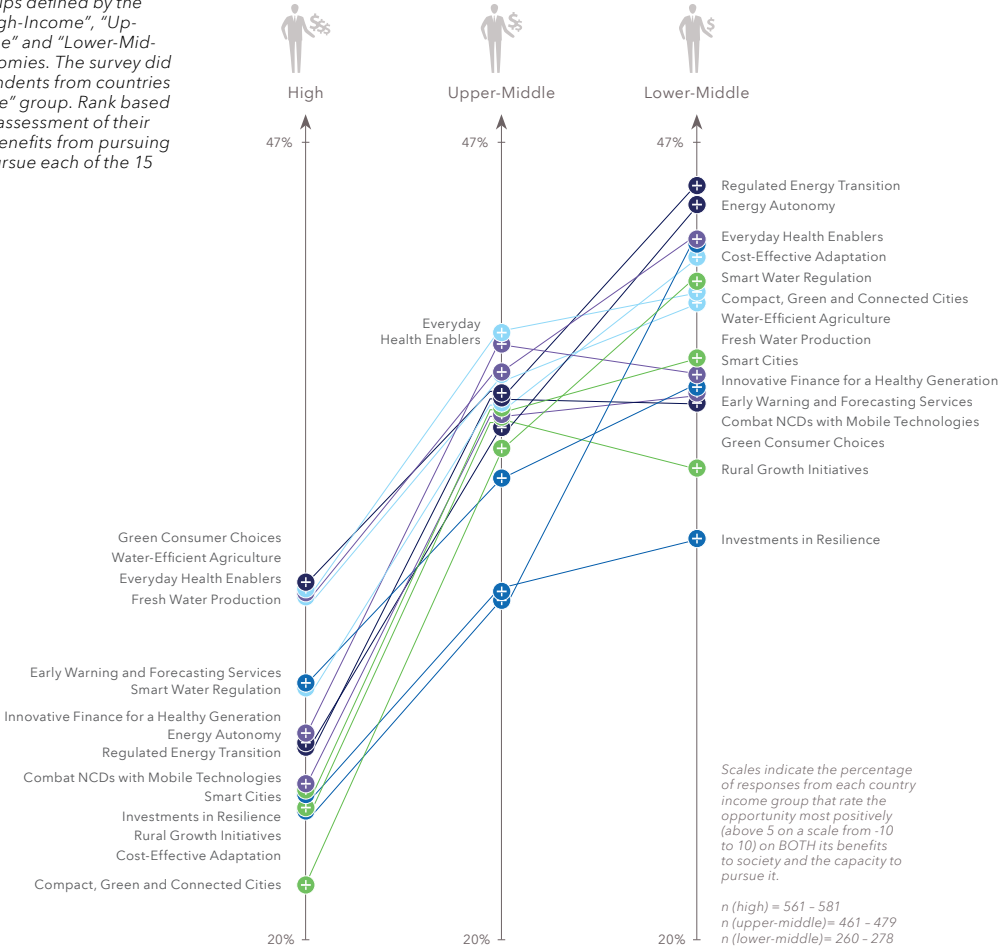 ups defined by the
gh-Income”, “Up-
e” and “Lower-Mid-
omies. The survey did
ndents from countries
e” group. Rank based
assessment of their
enefits from pursuing
rsue each of the 15
High
Upper-Middle
Lower-Middle
47%
47%
47%
Regulated Energy Transition
Energy Autonomy
Everyday Health Enablers
Cost-Effective Adaptation
Smart Water Regulation
Compact, Green and Connected Cities
Water-Efficient Agriculture
Fresh Water Production
Smart Cities
Innovative Finance for a Healthy Generation
Early Warning and Forecasting Services
Combat NCDs with Mobile Technologies
Green Consumer Choices
Rural Growth Initiatives
Investments in Resilience
Everyday
Health Enablers
Green Consumer Choices
Water-Efficient Agriculture
Everyday Health Enablers
Fresh Water Production
Early Warning and Forecasting Services
Smart Water Regulation
Innovative Finance for a Healthy Generation
Energy Autonomy
Regulated Energy Transition
Combat NCDs with Mobile Technologies
Smart Cities
Investments in Resilience
Rural Growth Initiatives
Cost-Effective Adaptation
Compact, Green and Connected Cities
20%
20%
20%
Scales indicate the percentage
of responses from each country
income group that rate the
opportunity most positively
(above 5 on a scale from -10
to 10) on BOTH its benefits
to society and the capacity to
pursue it.
n (high) = 561 – 581
n (upper-middle)= 461 – 479
n (lower-middle)= 260 – 278